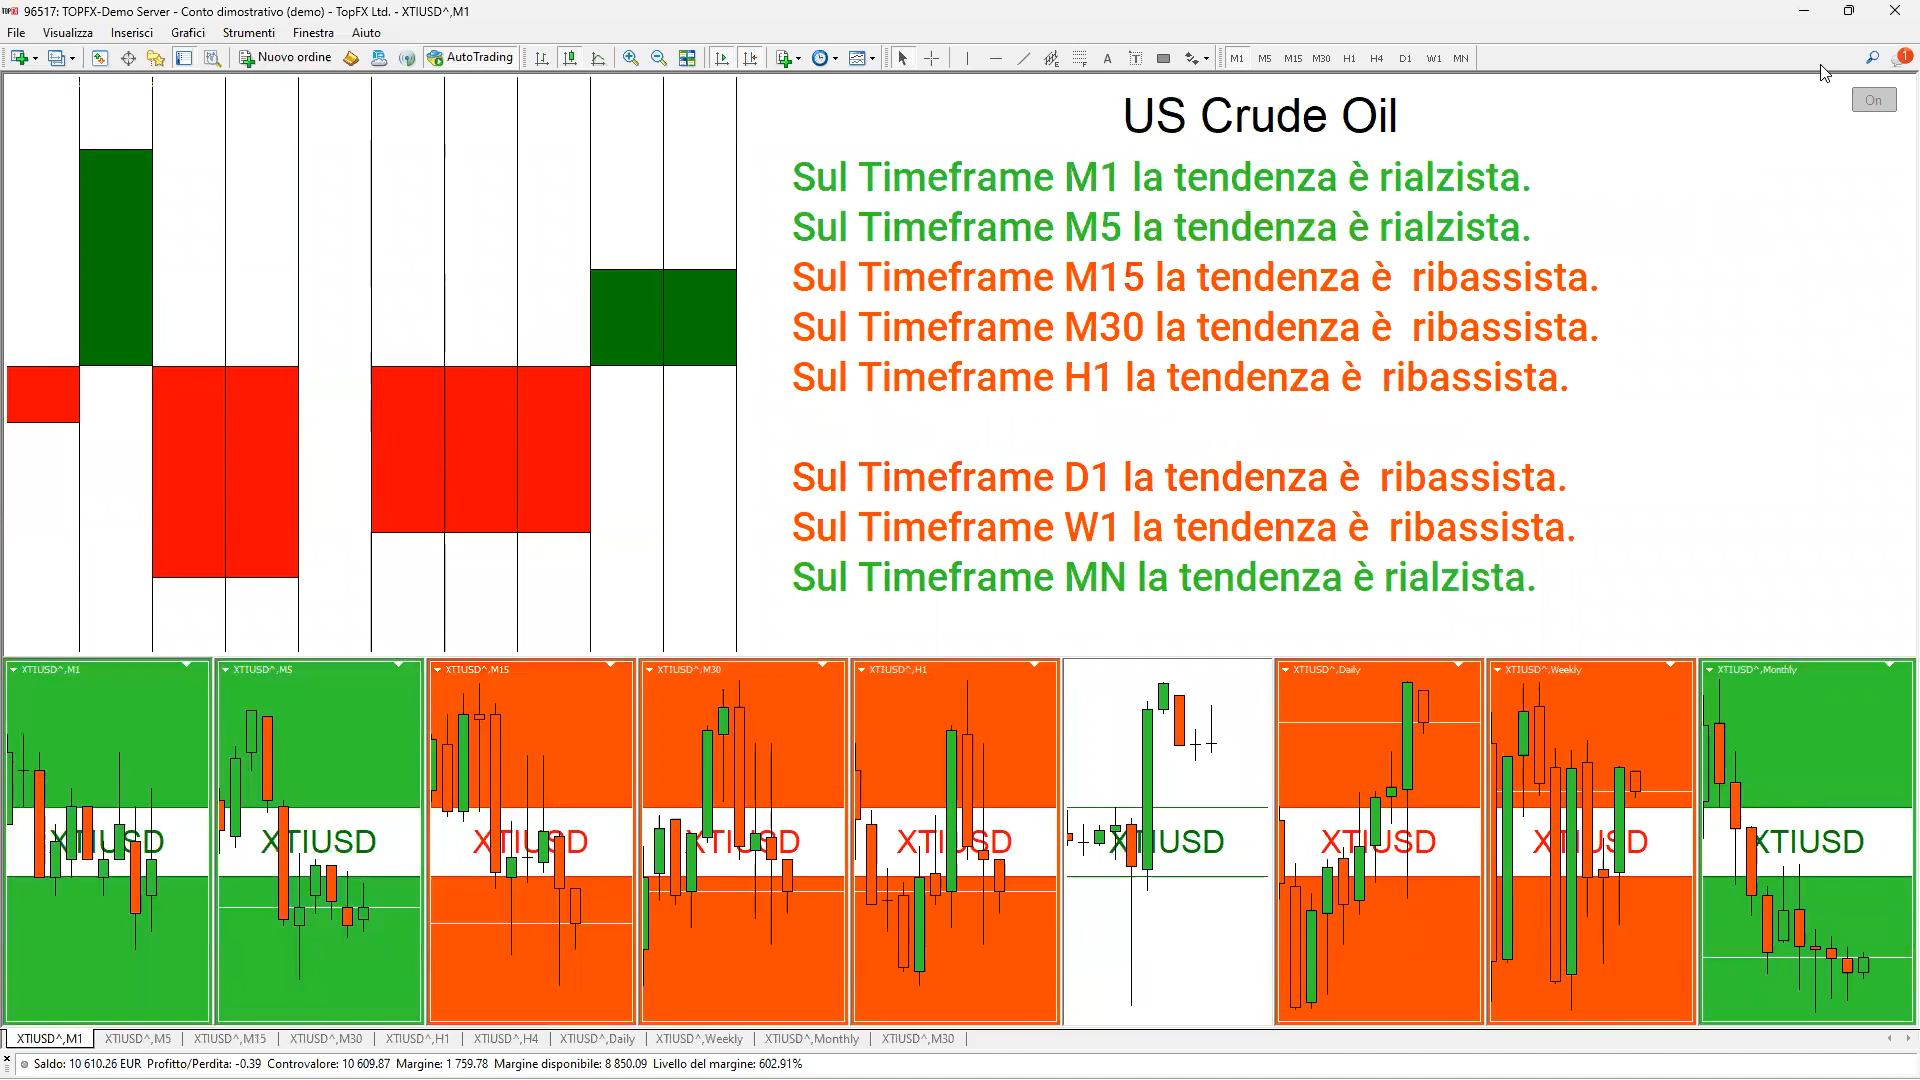 96517: TOPFX-Demo Server - Conto dimostrativo (demo) - TopFX Ltd. - XTIUSD^,M1
File Visualizza Inserisci Grafici Strumenti Finestra Aiuto
Nuovo ordine AutoTrading A T M1 M5 M15 M30 H1 H4 D1 W1 MN 1
On
US Crude Oil
Sul Timeframe M1 la tendenza è rialzista.
Sul Timeframe M5 la tendenza è rialzista.
Sul Timeframe M15 la tendenza è ribassista.
Sul Timeframe M30 la tendenza è ribassista.
Sul Timeframe H1 la tendenza è ribassista.
Sul Timeframe D1 la tendenza è ribassista.
Sul Timeframe W1 la tendenza è ribassista.
Sul Timeframe MN la tendenza è rialzista.
XTIUSD^,M1 XTIUSD^,M5 XTIUSD^,M15 XTIUSD^,M30 XTIUSD^,H1 XTIUSD^,Daily XTIUSD^,Weekly XTIUSD^,Monthly
XTIUSD XTIUSD XTIUSD XTIUSD XTIUSD XTIUSD XTIUSD XTIUSD XTIUSD
XTIUSD^,M1 XTIUSD^,M5 XTIUSD^,M15 XTIUSD^,M30 XTIUSD^,H1 XTIUSD^,H4 XTIUSD^,Daily XTIUSD^,Weekly XTIUSD^,Monthly XTIUSD^,M30
Saldo: 10 610.26 EUR Profitto/Perdita: -0.39 Controvalore: 10 609.87 Margine: 1 759.78 Margine disponibile: 8 850.09 Livello del margine: 602.91%